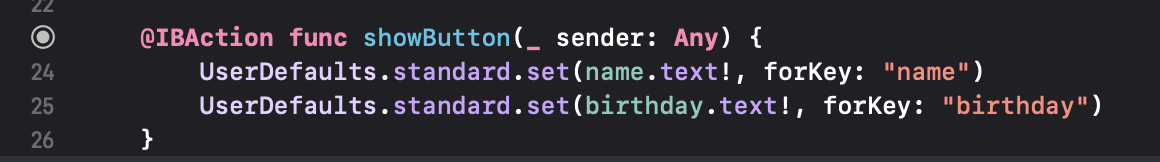 22
@IBAction func showButton(_ sender: Any) {
24 UserDefaults.standard.set(name.text!, forKey: "name")
25 UserDefaults.standard.set(birthday.text!, forKey: "birthday")
26 }